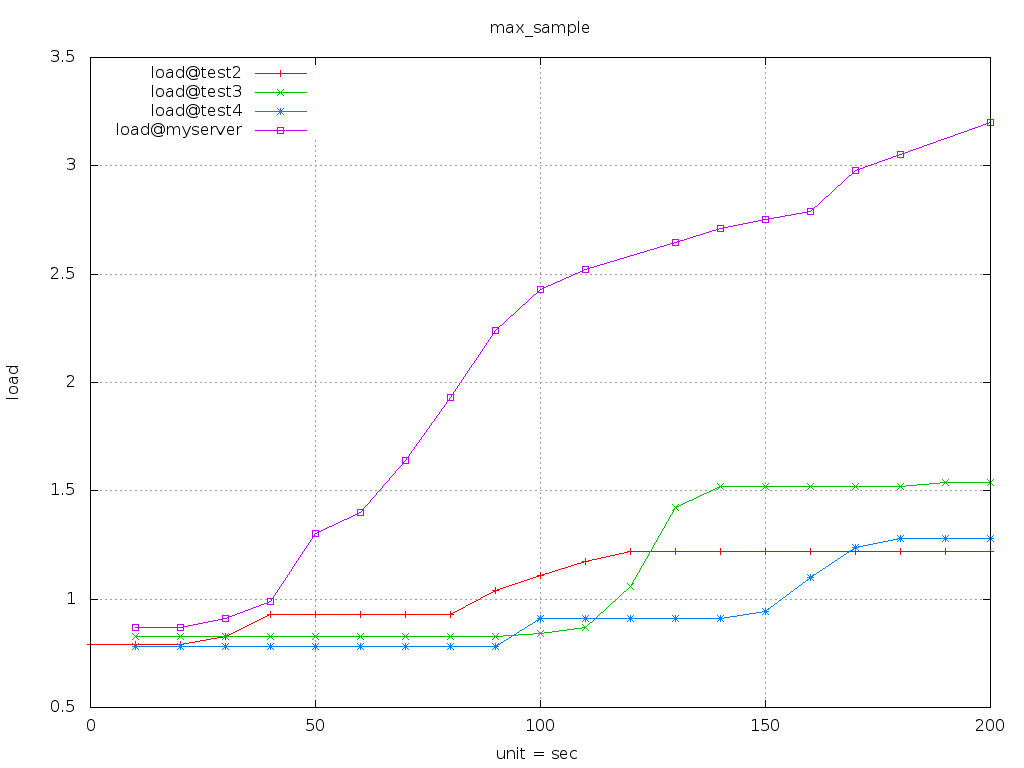 max_sample
3.5
load@test2
load@test3
load@test4
load@myserver
3
2.5
2
load
1.5
1
0.5
0 50 100 150 200
unit = sec